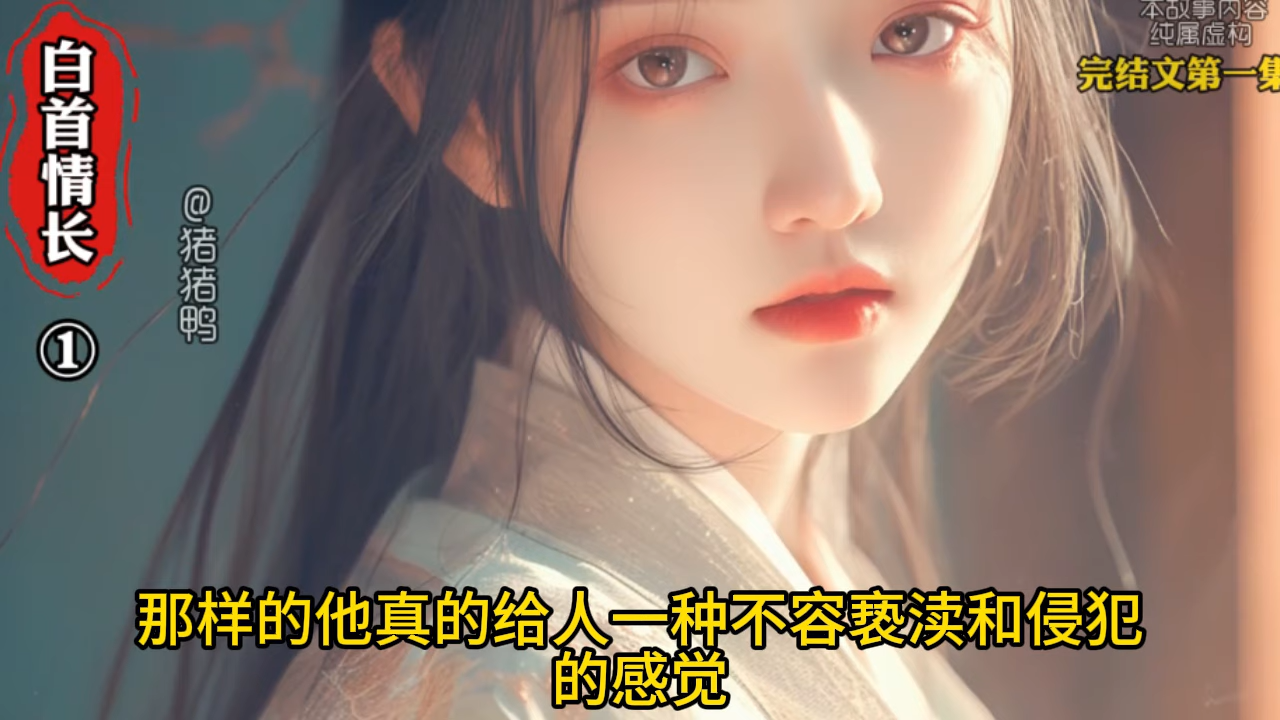 白首情长
①
@猪猪鸭
本故事内容
纯属虚构
完结文第一集
那样的他真的给人一种不容亵渎和侵犯
的感觉